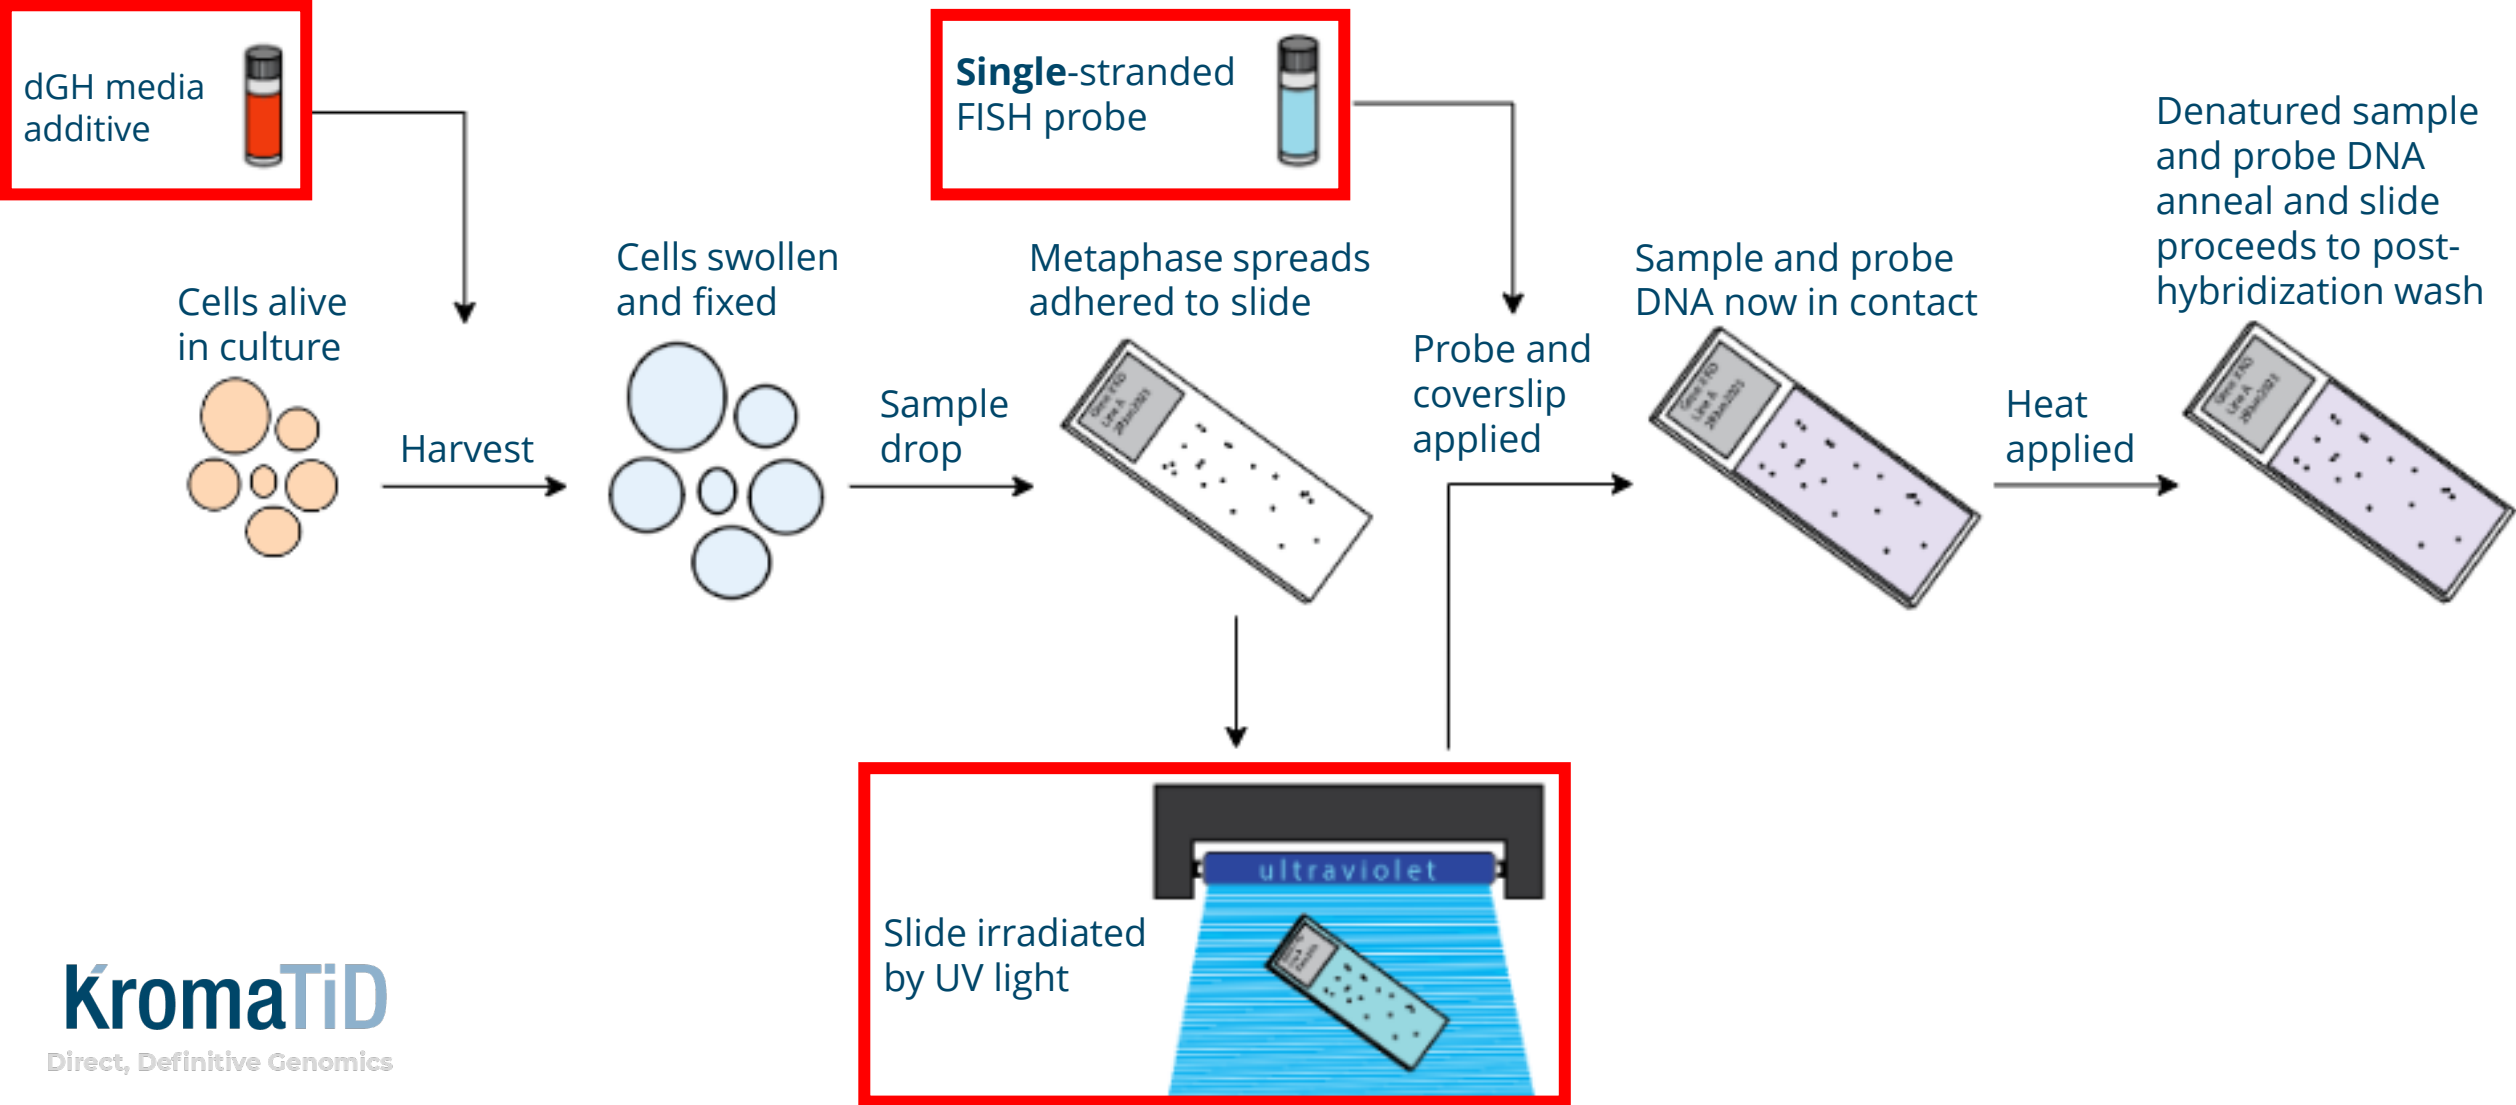 dGH media
additive
Single-stranded
FISH probe
Cells alive
in culture
Harvest
Cells swollen
and fixed
Sample
drop
Metaphase spreads
adhered to slide
Probe and
coverslip
applied
Sample and probe
DNA now in contact
Heat
applied
Denatured sample
and probe DNA
anneal and slide
proceeds to post-
hybridization wash
Line A
Line A
Line A
ultraviolet
Slide irradiated
by UV light
KromaTiD
Direct, Definitive Genomics